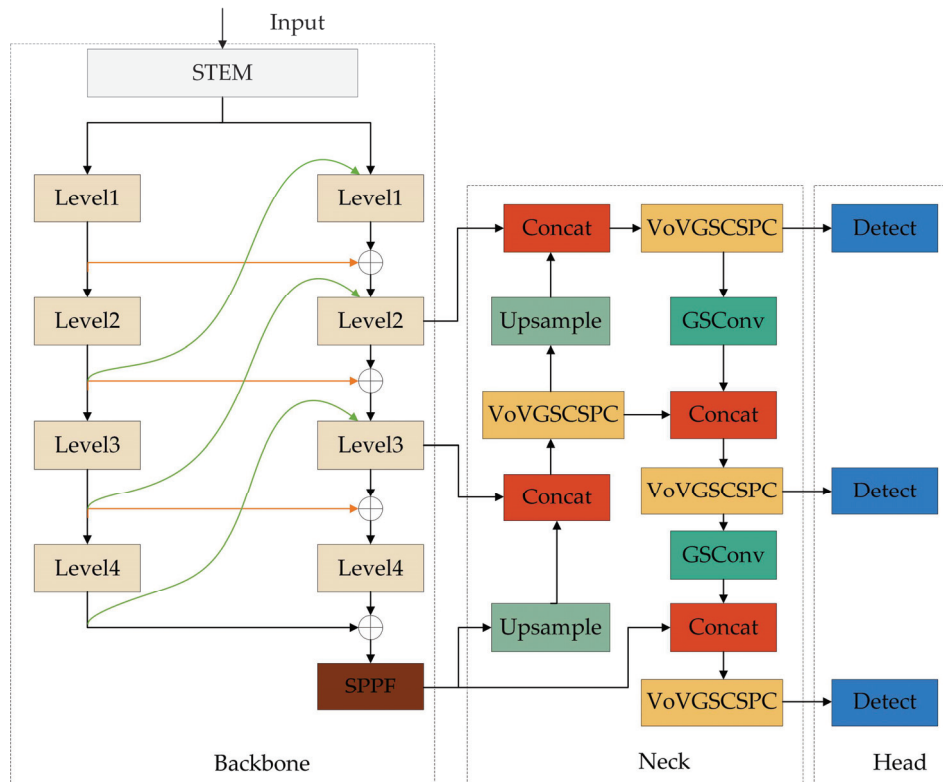 Input
STEM
Level1
Level1
Level2
Level2
Level3
Level3
Level4
Level4
SPPF
Backbone
Concat
VoVGSCSPC
Upsample
GSConv
VoVGSCSPC
Concat
Concat
VoVGSCSPC
GSConv
Upsample
Concat
VoVGSCSPC
Neck
Detect
Detect
Detect
Head